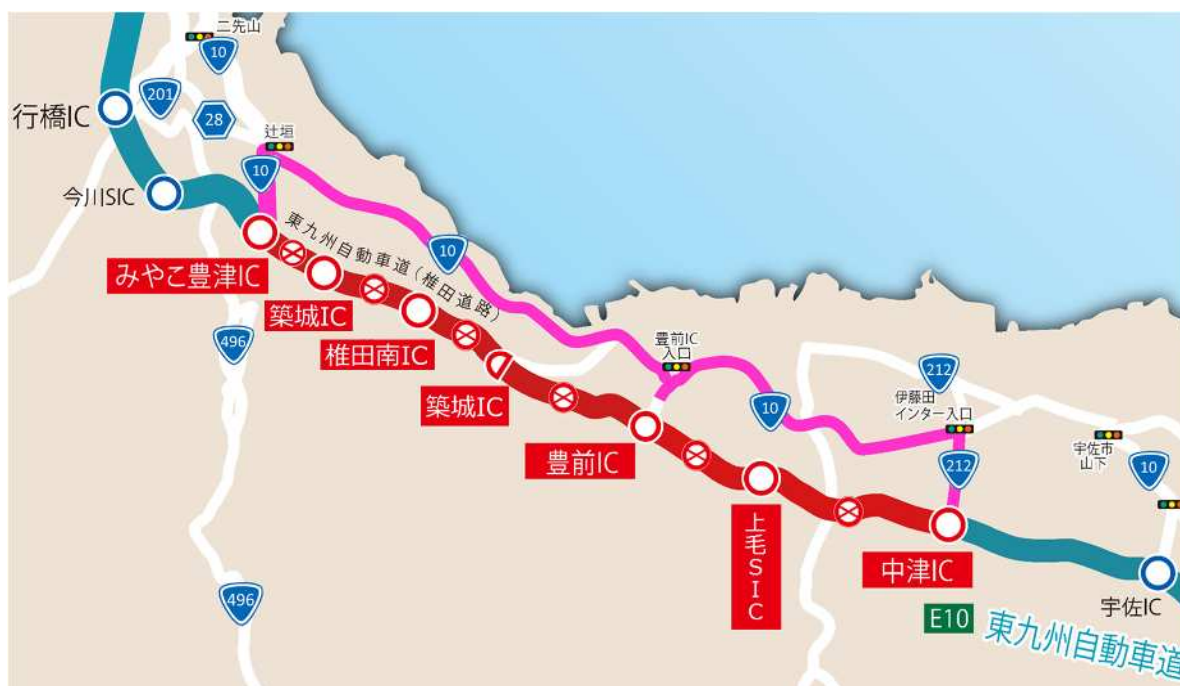 二先山
10
201
行橋IC
28
辻垣
10
今川SIC
東九州自動車道(椎田道路)
10
みやこ豊津IC
築城IC
496
椎田南IC
豊前IC
入口
築城IC
212
伊藤田
インター入口
10
宇佐市
山下
10
豊前IC
212
上毛SIC
中津IC
496
宇佐IC
E10
東九州自動車道